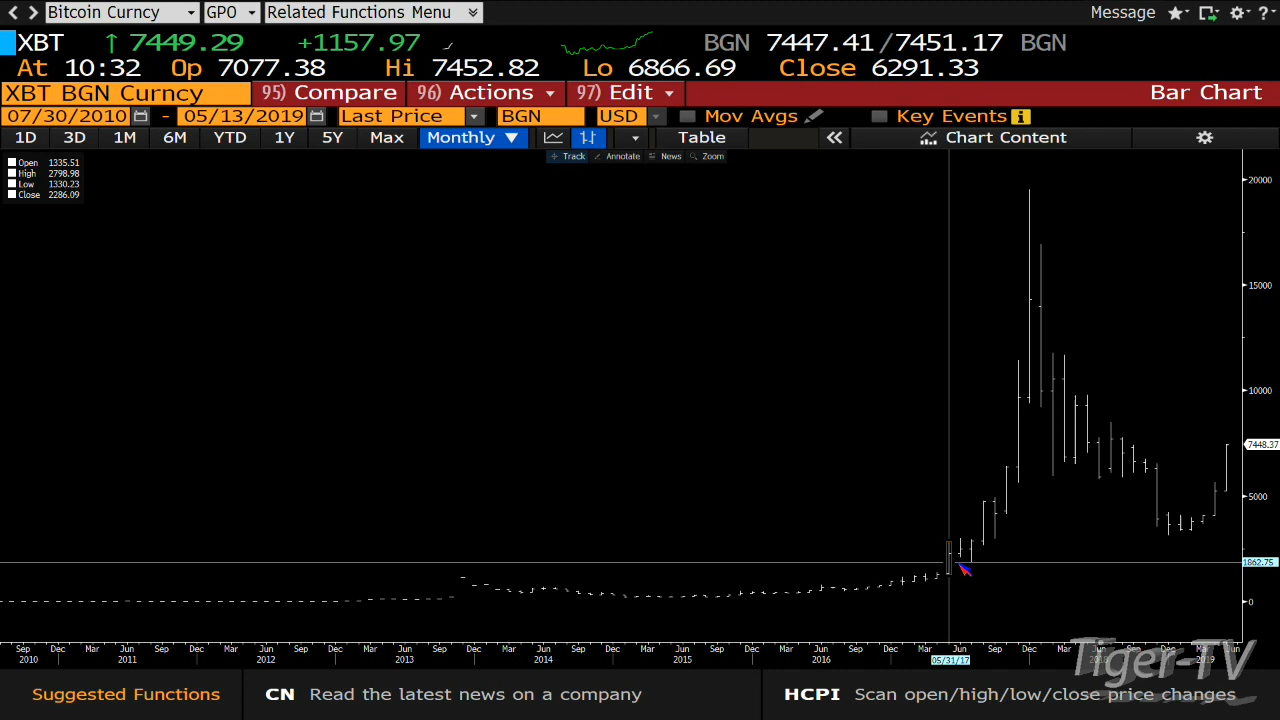 Bitcoin Curncy GPO Related Functions Menu Message ?
XBT ↑ 7449.29 +1157.97 BGN 7447.41/7451.17 BGN
At 10:32 Op 7077.38 Hi 7452.82 Lo 6866.69 Close 6291.33
XBT BGN Curncy 95) Compare 96) Actions 97) Edit Bar Chart
07/30/2010 - 05/13/2019 Last Price BGN USD Mov Avgs Key Events i
1D 3D 1M 6M YTD 1Y 5Y Max Monthly ▼ Table « Chart Content
Track Annotate News Zoom
Open 1335.51
High 2798.98
Low 1330.23
Close 2286.09
20000
15000
10000
7448.37
5000
1862.75
0
Sep Dec Mar Jun Sep Dec Mar Jun Sep Dec Mar Jun Sep Dec Mar Jun Sep Dec Mar Jun Sep Dec Mar Jun Sep Dec Mar Jun Sep Dec Mar Jun Sep Dec Mar Jun
2010 2011 2012 2013 2014 2015 2016 05/31/17 2018 2019
Tiger-TV
Suggested Functions CN Read the latest news on a company HCPI Scan open/high/low/close price changes